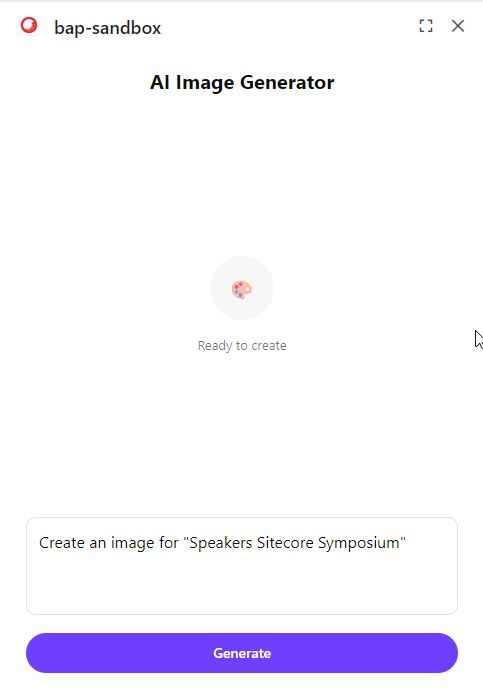 bap-sandbox
AI Image Generator
Ready to create
Create an image for "Speakers Sitecore Symposium"
Generate